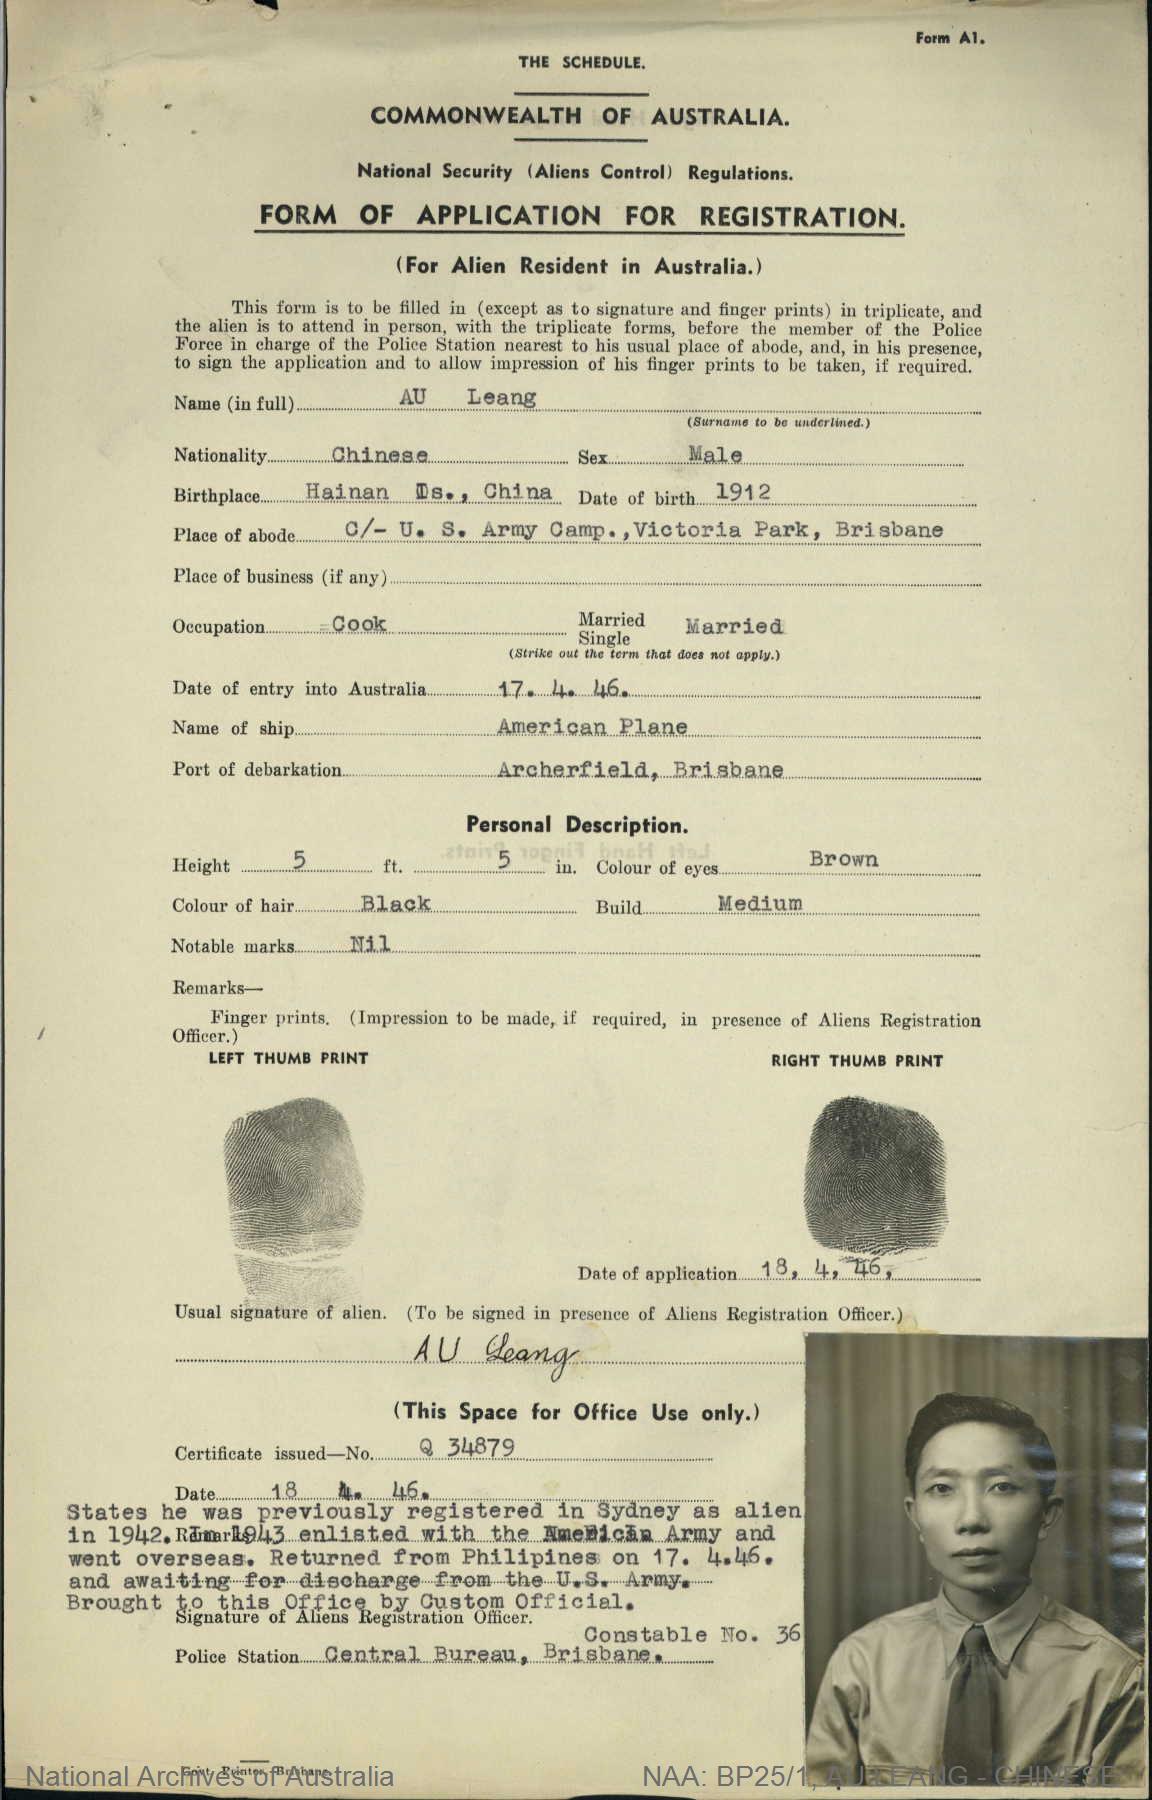 Form A1.
THE SCHEDULE.
COMMONWEALTH OF AUSTRALIA.
National Security (Aliens Control) Regulations.
FORM OF APPLICATION FOR REGISTRATION.
(For Alien Resident in Australia.)
This form is to be filled in (except as to signature and finger prints) in triplicate, and
the alien is to attend in person, with the triplicate forms, before the member of the Police
Force in charge of the Police Station nearest to his usual place of abode, and, in his presence,
to sign the application and to allow impression of his finger prints to be taken, if required.
Name (in full) AU Leang
(Surname to be underlined.)
Nationality Chinese Sex Male
Birthplace Hainan Is., China Date of birth 1912
Place of abode C/- U. S. Army Camp., Victoria Park, Brisbane
Place of business (if any)
Occupation Cook Married Married
Single
(Strike out the term that does not apply.)
Date of entry into Australia 17. 4. 46.
Name of ship American Plane
Port of debarkation Archerfield, Brisbane
Left Hand Finger Prints.
Personal Description.
Height 5 ft. 5 in. Colour of eyes Brown
Colour of hair Black Build Medium
Notable marks Nil
Remarks—
Finger prints. (Impression to be made, if required, in presence of Aliens Registration
Officer.)
LEFT THUMB PRINT RIGHT THUMB PRINT
Date of application 18, 4, 46,
Usual signature of alien. (To be signed in presence of Aliens Registration Officer.)
AU Leang
(This Space for Office Use only.)
Certificate issued—No. Q 34879
Date 18 4. 46.
States he was previously registered in Sydney as alien
in 1942. Remarks In 1943 enlisted with the American Army and
went overseas. Returned from Philipines on 17. 4.46.
and awaiting for discharge from the U.S. Army.
Brought to this Office by Custom Official.
Signature of Aliens Registration Officer.
Constable No. 36
Police Station Central Bureau, Brisbane.
Govt. Printer, Brisbane.
National Archives of Australia NAA: BP25/1, AU LEANG - CHINESE